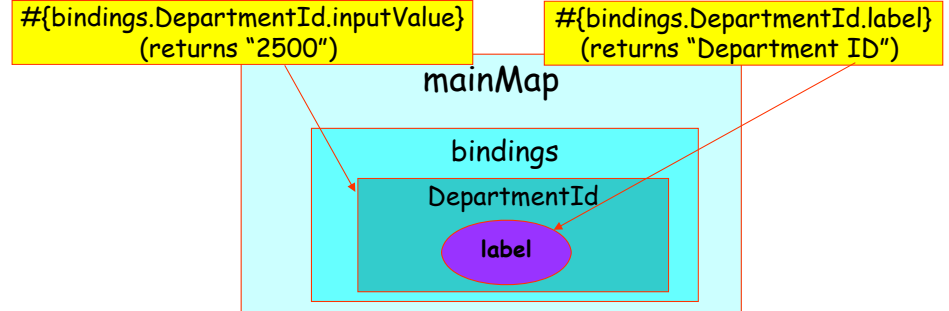 #{bindings.DepartmentId.inputValue}
(returns “2500”)
#{bindings.DepartmentId.label}
(returns “Department ID”)
mainMap
bindings
DepartmentId
label